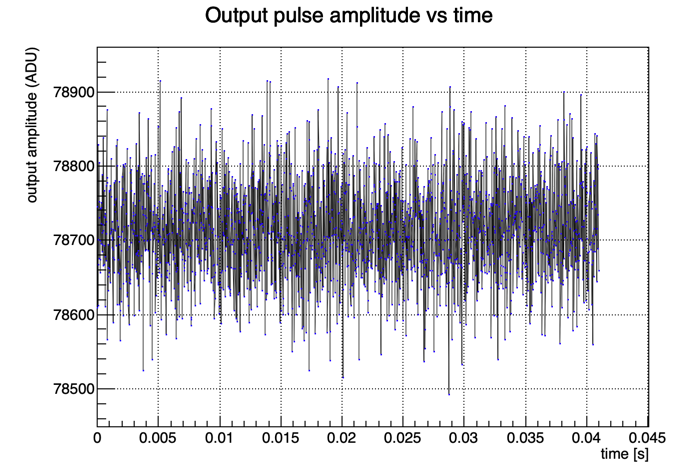 Output pulse amplitude vs time
output amplitude (ADU)
78900
78800
78700
78600
78500
0 0.005 0.01 0.015 0.02 0.025 0.03 0.035 0.04 0.045
time [s]